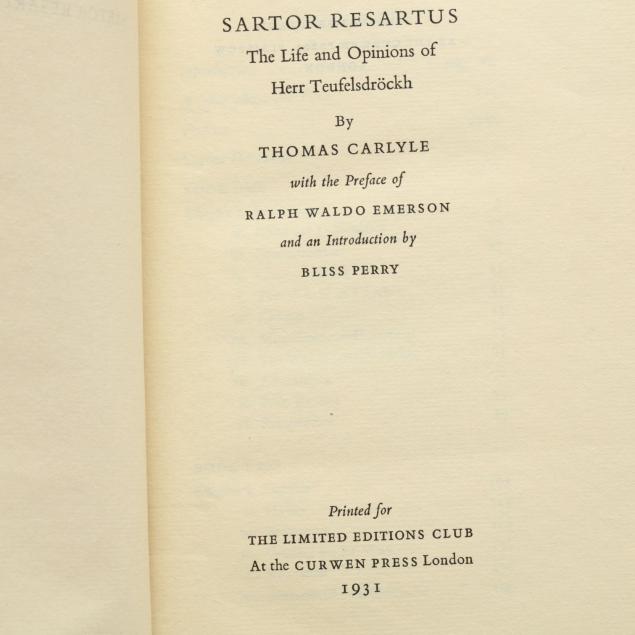 SARTOR RESARTUS
The Life and Opinions of
Herr Teufelsdröckh
By
THOMAS CARLYLE
with the Preface of
RALPH WALDO EMERSON
and an Introduction by
BLISS PERRY
Printed for
THE LIMITED EDITIONS CLUB
At the CURWEN PRESS London
1931